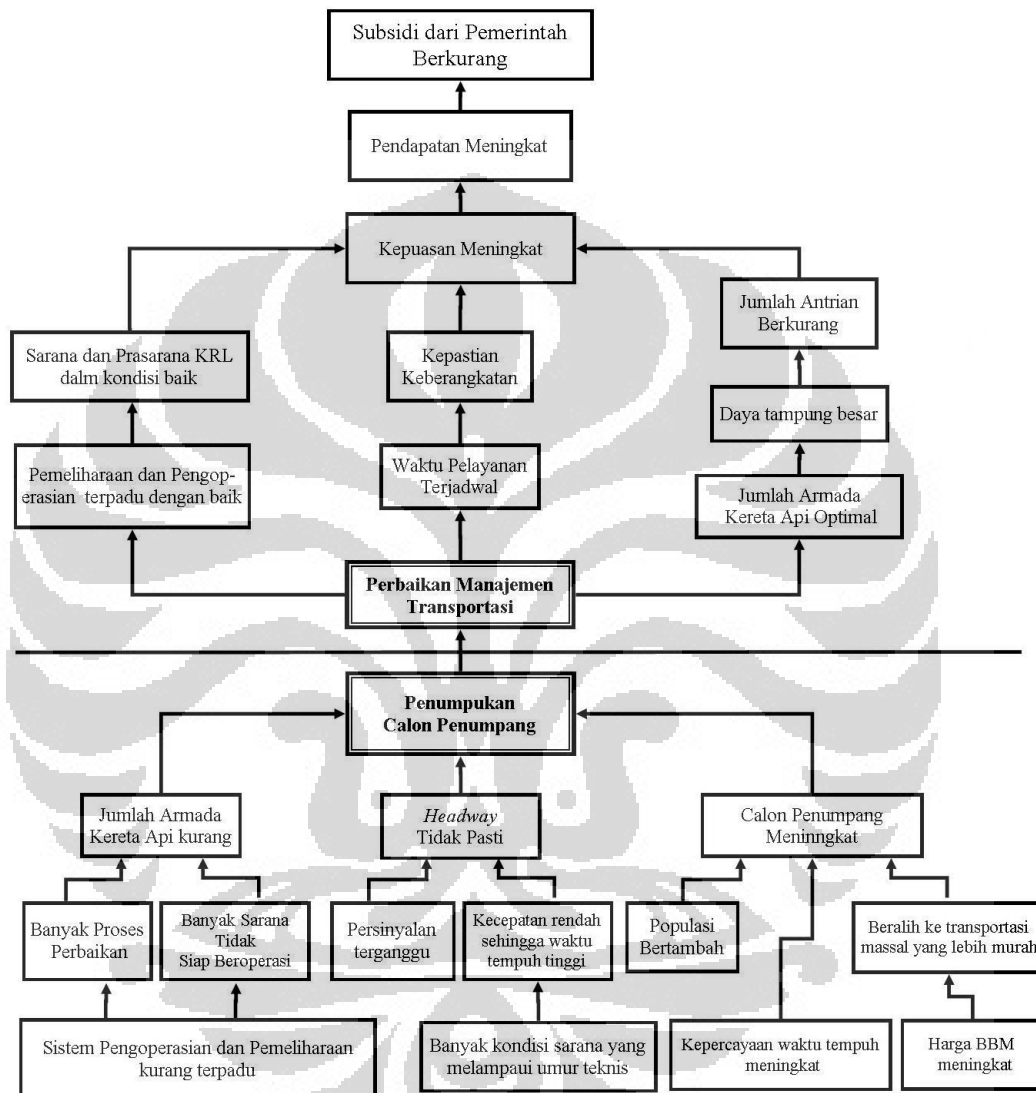 Subsidi dari Pemerintah
Berkurang
Pendapatan Meningkat
Kepuasan Meningkat
Jumlah Antrian
Berkurang
Sarana dan Prasarana KRL
dalm kondisi baik
Kepastian
Keberangkatan
Daya tampung besar
Pemeliharaan dan Pengop-
erasian terpadu dengan baik
Waktu Pelayanan
Terjadwal
Jumlah Armada
Kereta Api Optimal
Perbaikan Manajemen
Transportasi
Penumpukan
Calon Penumpang
Jumlah Armada
Kereta Api kurang
Headway
Tidak Pasti
Calon Penumpang
Meninngkat
Banyak Proses
Perbaikan
Banyak Sarana
Tidak
Siap Beroperasi
Persinyalan
terganggu
Kecepatan rendah
sehingga waktu
tempuh tinggi
Populasi
Bertambah
Beralih ke transportasi
massal yang lebih murah
Sistem Pengoperasian dan Pemeliharaan
kurang terpadu
Banyak kondisi sarana yang
melampaui umur teknis
Kepercayaan waktu tempuh
meningkat
Harga BBM
meningkat